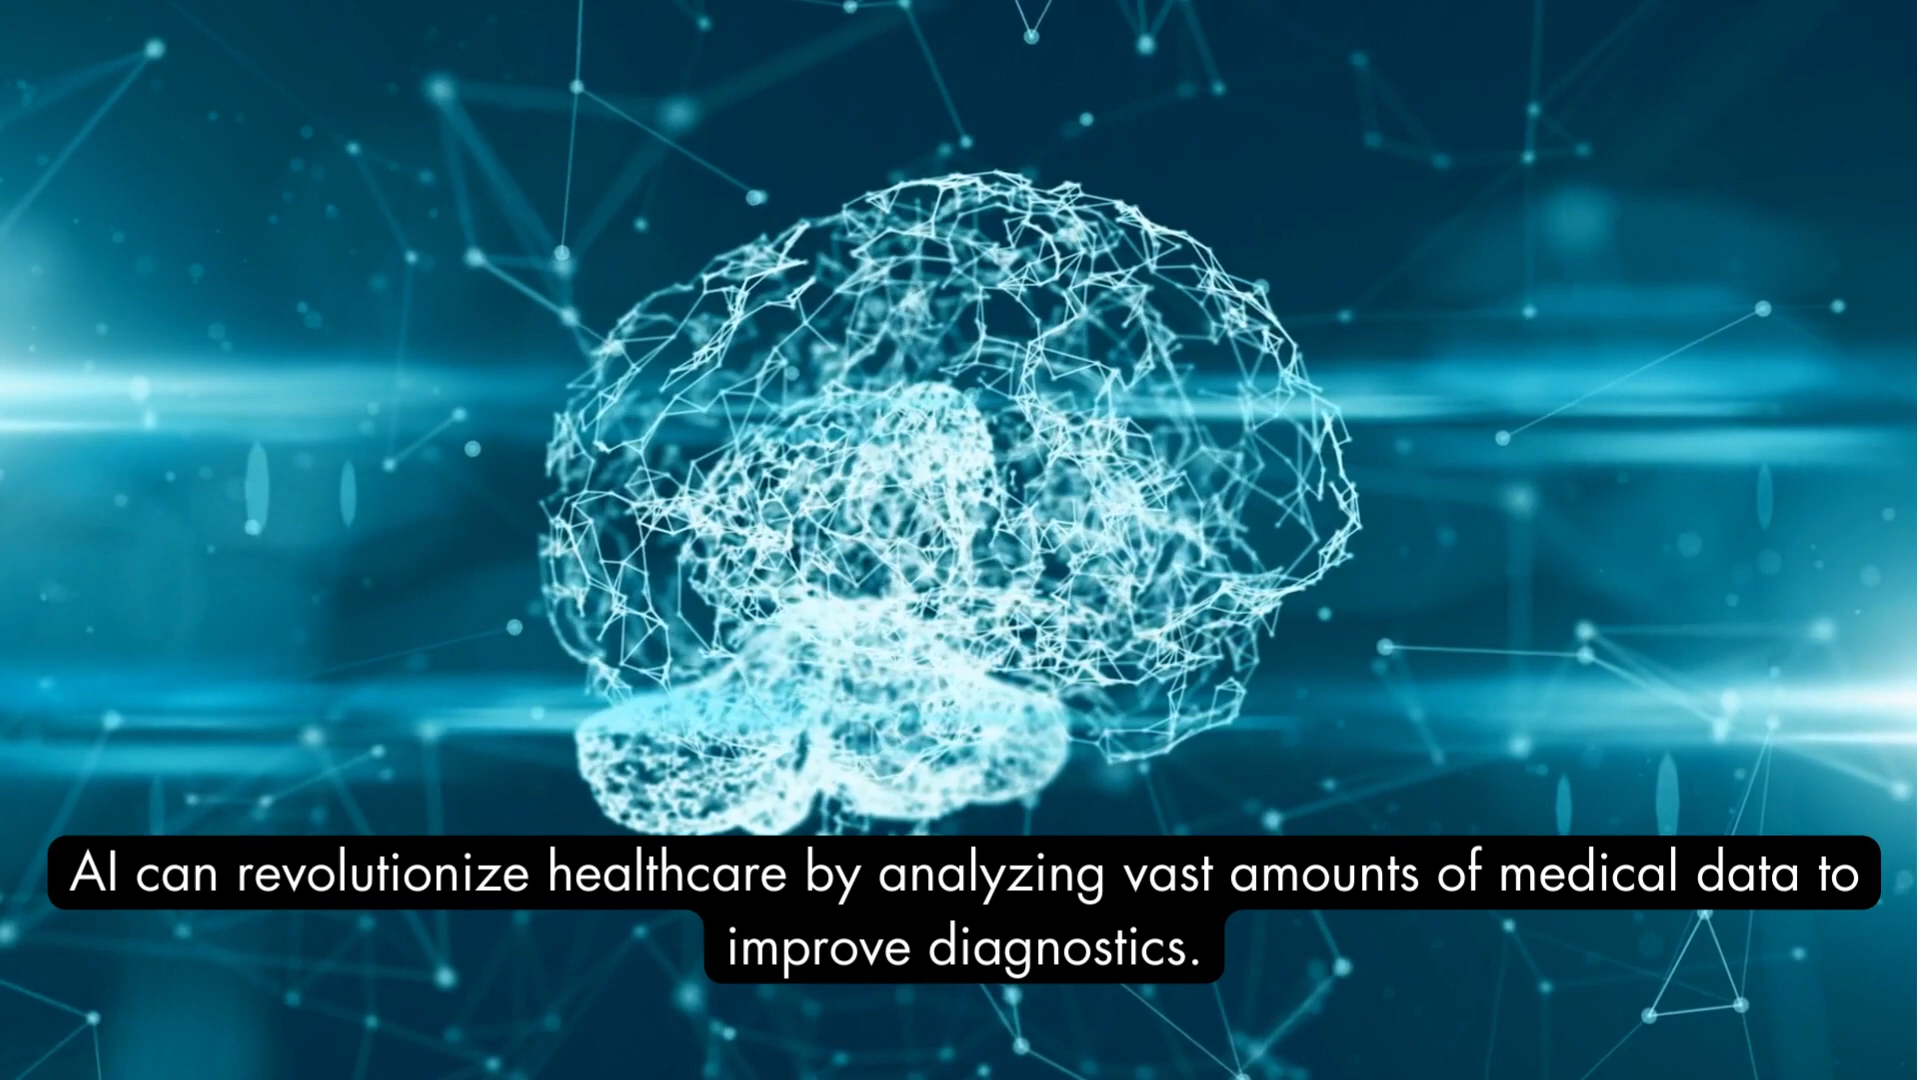 AI can revolutionize healthcare by analyzing vast amounts of medical data to
improve diagnostics.